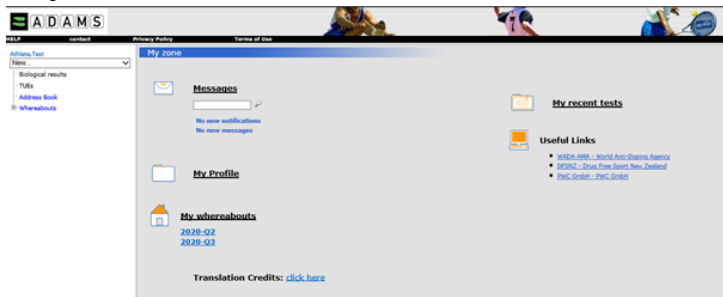 ADAMS
HELP contact Privacy Policy Terms of Use
Athlete, Test
New...
Biological results
TUEs
Address Book
Whereabouts
My zone
Messages
No new notifications
No new messages
My Profile
My whereabouts
2020-Q2
2020-Q3
Translation Credits: click here
My recent tests
Useful Links
WADA-AMA - World Anti-Doping Agency
DFSNZ - Drug Free Sport New Zealand
PWC GmbH - PWC GmbH